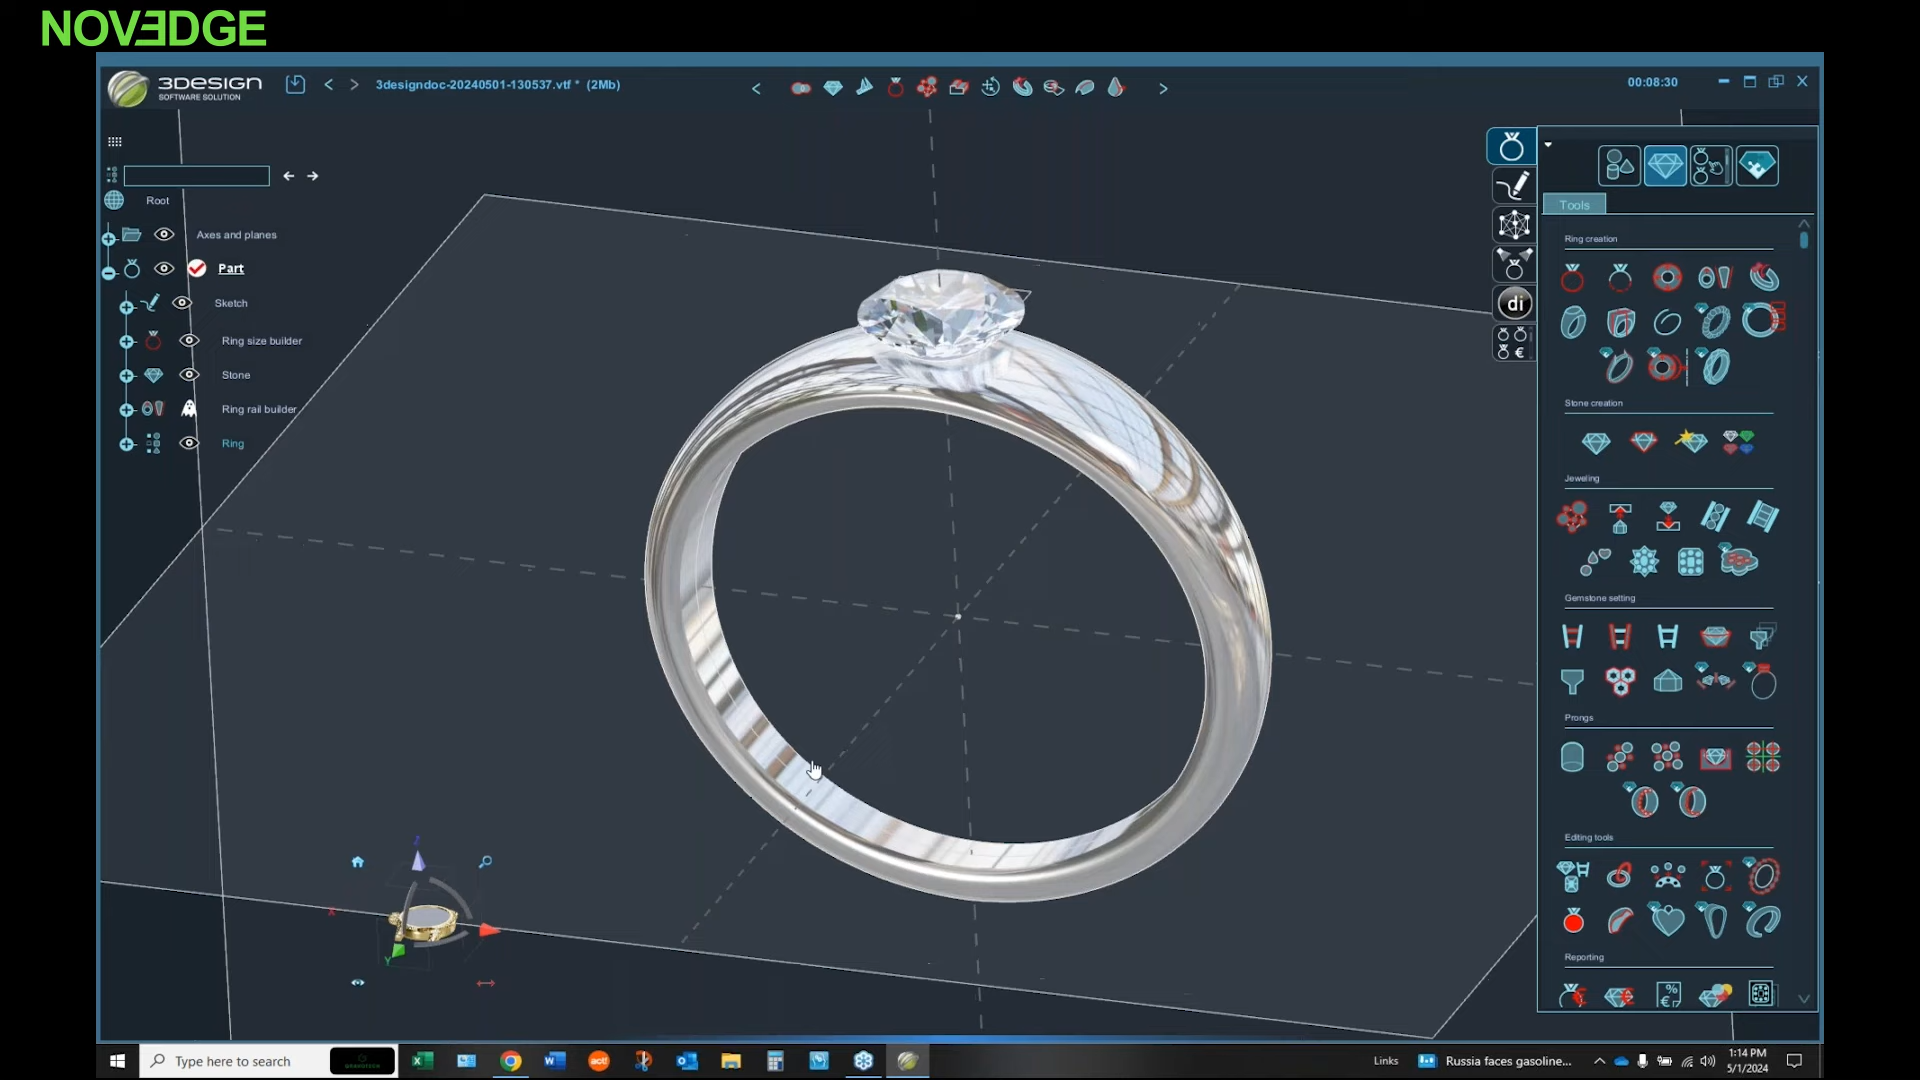 NOVEDGE
3DESIGN
SOFTWARE SOLUTION
3designdoc-20240501-130537.vtf * (2Mb)
00:08:30
Root
Axes and planes
Part
Sketch
Ring size builder
Stone
Ring rail builder
Ring
di
€
Tools
Ring creation
Stone creation
Jeweling
Gemstone setting
Prongs
Editing tools
Reporting
%
€
Z
X
Y
Type here to search
act!
Links
Russia faces gasoline...
1:14 PM
5/1/2024